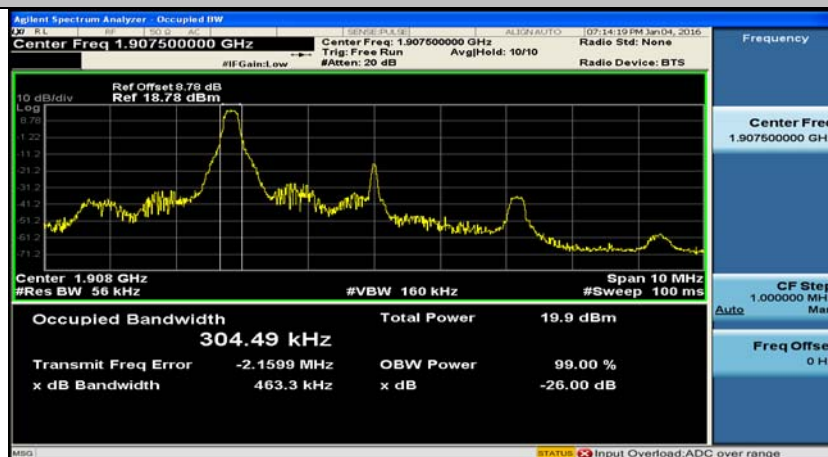 Agilent Spectrum Analyzer - Occupied BW
LXI RL RF 50 Ω AC SENSE:PULSE ALIGN AUTO 07:14:19 PM Jan 04, 2016
Center Freq 1.907500000 GHz
Center Freq: 1.907500000 GHz
Radio Std: None
Trig: Free Run Avg|Hold: 10/10
#IFGain:Low #Atten: 20 dB Radio Device: BTS
Ref Offset 8.78 dB
10 dB/div Ref 18.78 dBm
Log
8.78
-1.22
-11.2
-21.2
-31.2
-41.2
-51.2
-61.2
-71.2
Center 1.908 GHz Span 10 MHz
#Res BW 56 kHz #VBW 160 kHz #Sweep 100 ms
Occupied Bandwidth Total Power 19.9 dBm
304.49 kHz
Transmit Freq Error -2.1599 MHz OBW Power 99.00 %
x dB Bandwidth 463.3 kHz x dB -26.00 dB
Frequency
Center Freq
1.907500000 GH
CF Step
1.000000 MH
Auto Ma
Freq Offse
0 H
MSG STATUS Input Overload:ADC over range